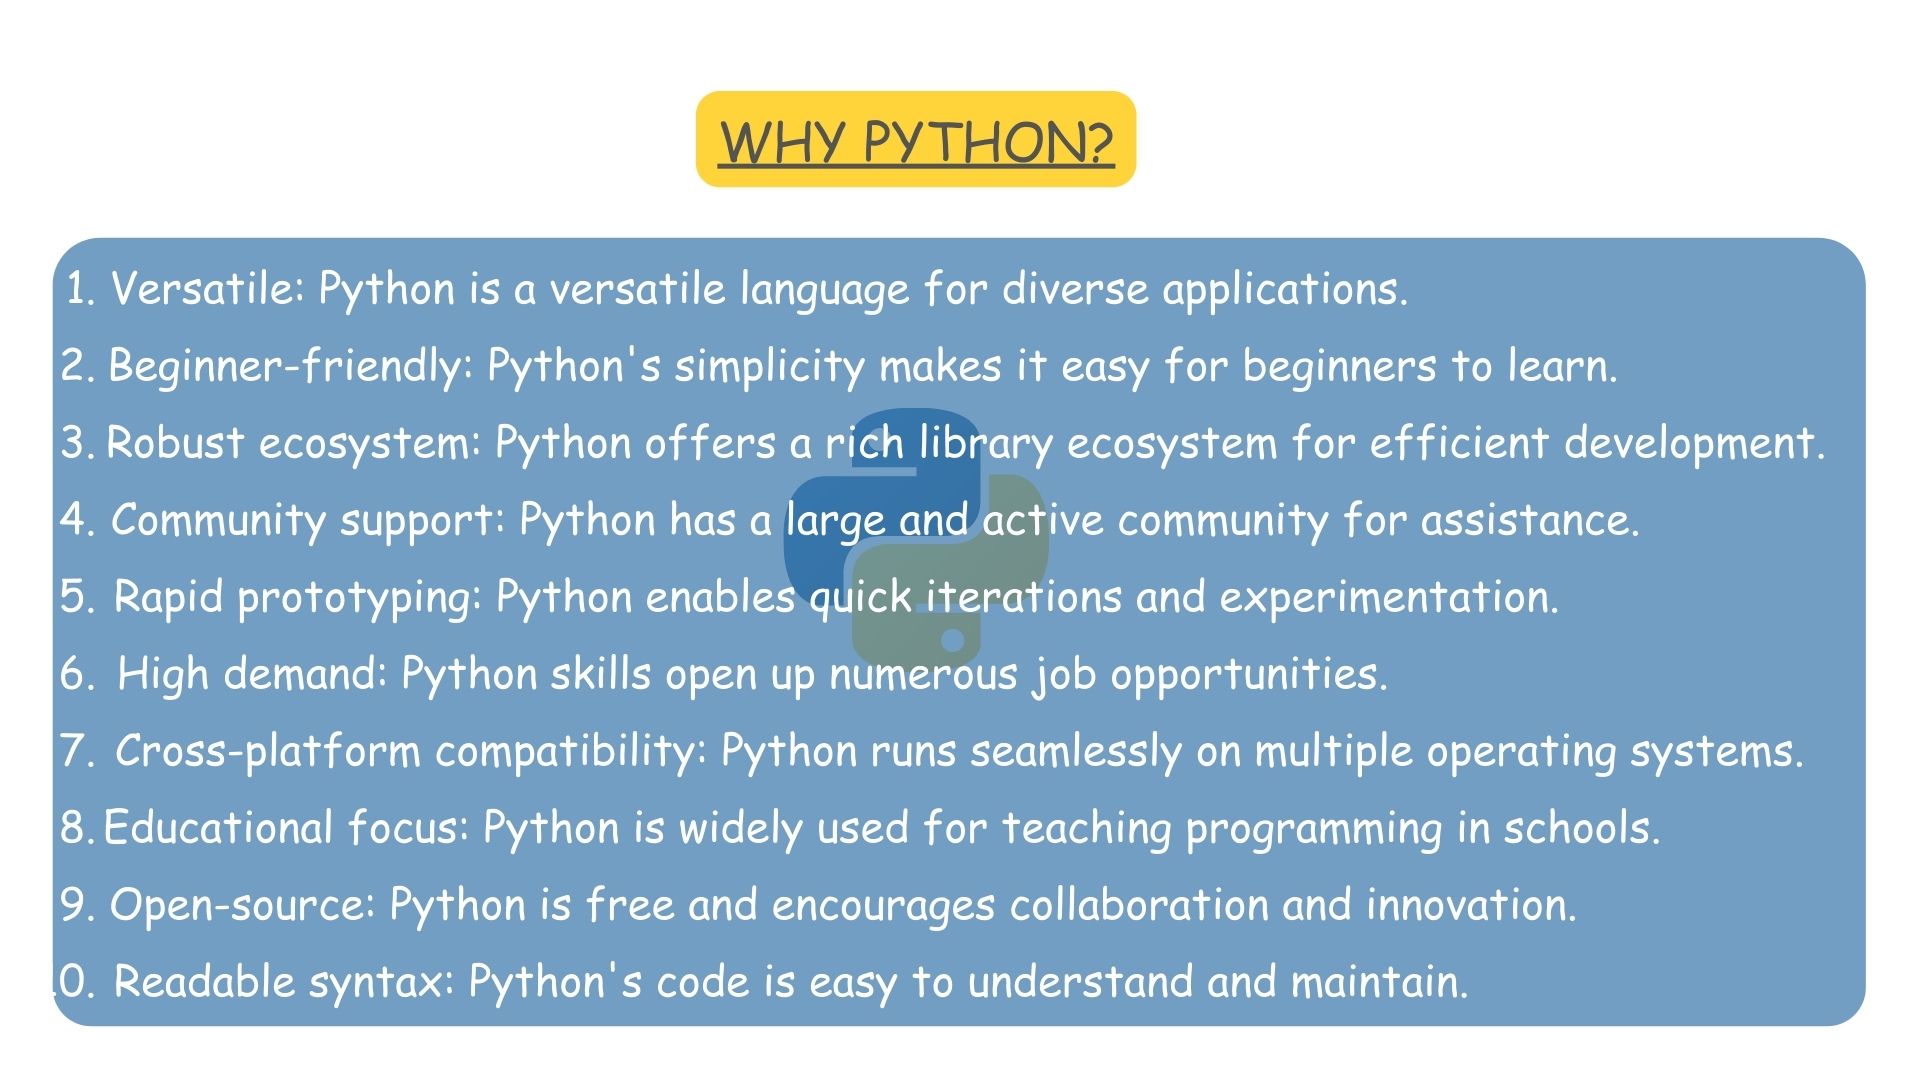 WHY PYTHON?
1. Versatile: Python is a versatile language for diverse applications.
2. Beginner-friendly: Python's simplicity makes it easy for beginners to learn.
3. Robust ecosystem: Python offers a rich library ecosystem for efficient development.
4. Community support: Python has a large and active community for assistance.
5. Rapid prototyping: Python enables quick iterations and experimentation.
6. High demand: Python skills open up numerous job opportunities.
7. Cross-platform compatibility: Python runs seamlessly on multiple operating systems.
8. Educational focus: Python is widely used for teaching programming in schools.
9. Open-source: Python is free and encourages collaboration and innovation.
10. Readable syntax: Python's code is easy to understand and maintain.